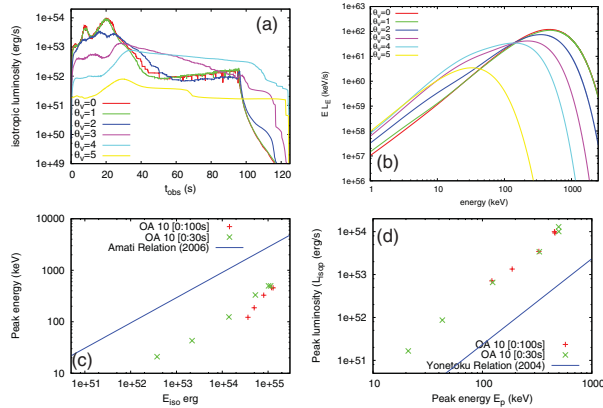 (a)
isotropic luminosity (erg/s)
1e+54
1e+53
1e+52
1e+51
1e+50
1e+49
θv=0
θv=1
θv=2
θv=3
θv=4
θv=5
0 20 40 60 80 100 120
tobs (s)
(b)
E LE (keV/s)
1e+63
1e+62
1e+61
1e+60
1e+59
1e+58
1e+57
1e+56
θv=0
θv=1
θv=2
θv=3
θv=4
θv=5
1 10 100 1000
energy (keV)
(c)
Peak energy (keV)
10000
1000
100
10
OA 10 [0:100s]
OA 10 [0:30s]
Amati Relation (2006)
1e+51 1e+52 1e+53 1e+54 1e+55
Eiso erg
(d)
Peak luminosity (Lisop (erg/s)
1e+54
1e+53
1e+52
1e+51
OA 10 [0:100s]
OA 10 [0:30s]
Yonetoku Relation (2004)
10 100 1000
Peak energy Ep (keV)